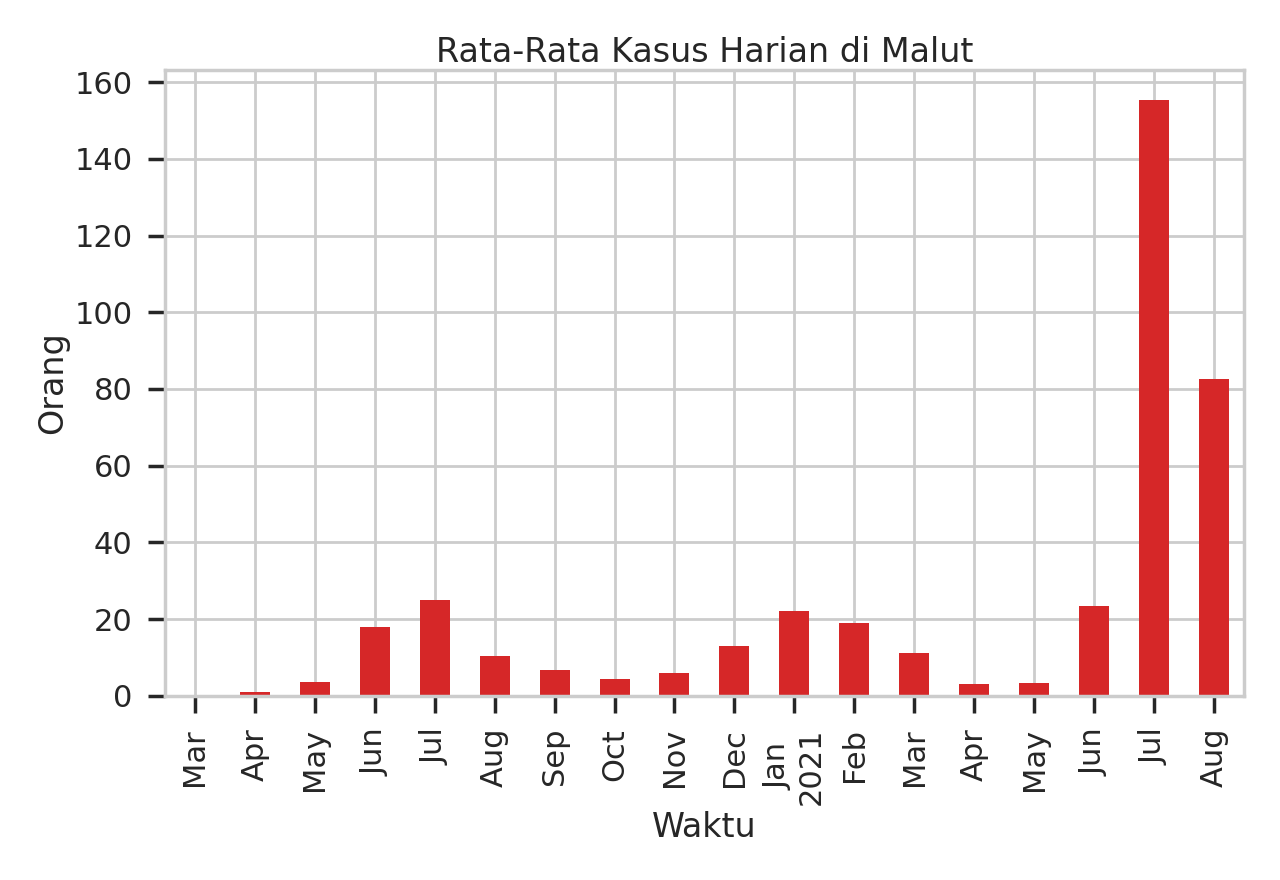 Rata-Rata Kasus Harian di Malut
160
140
120
100
80
60
40
20
0
Orang
Mar
Apr
May
Jun
Jul
Aug
Sep
Oct
Nov
Dec
Jan
2021
Feb
Mar
Apr
May
Jun
Jul
Aug
Waktu